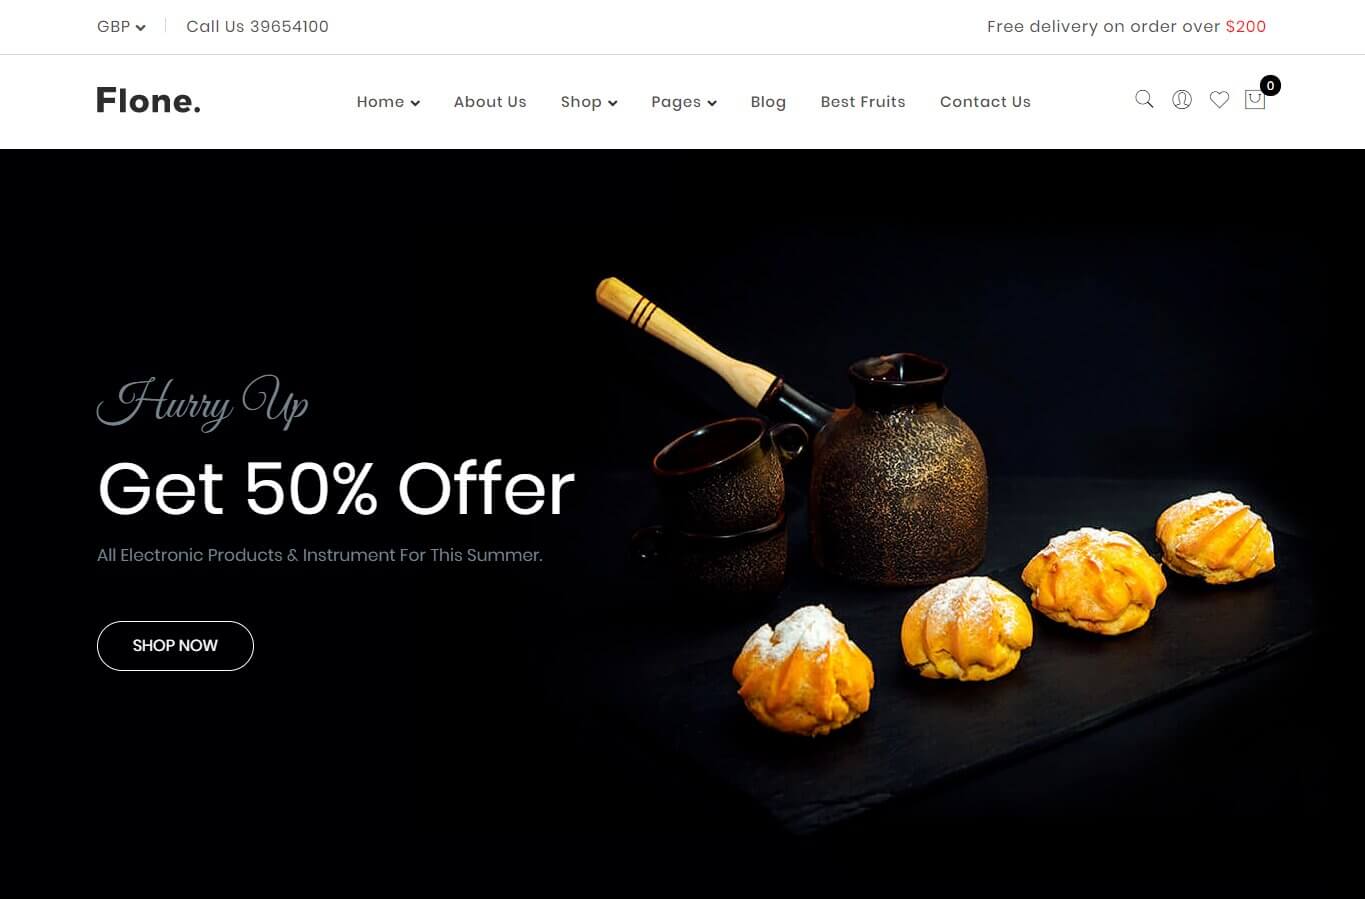 GBP Call Us 39654100 Free delivery on order over $200
Flone. Home About Us Shop Pages Blog Best Fruits Contact Us 0
Hurry Up
Get 50% Offer
All Electronic Products & Instrument For This Summer.
SHOP NOW